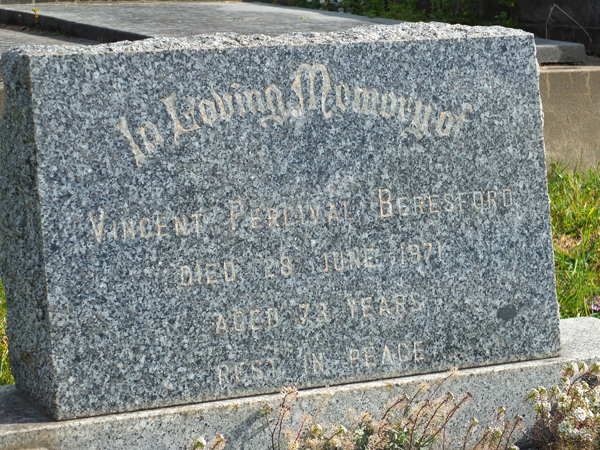 In Loving Memory of
VINCENT PERCIVAL BERESFORD
DIED 28 JUNE 1971
AGED 73 YEARS
REST IN PEACE